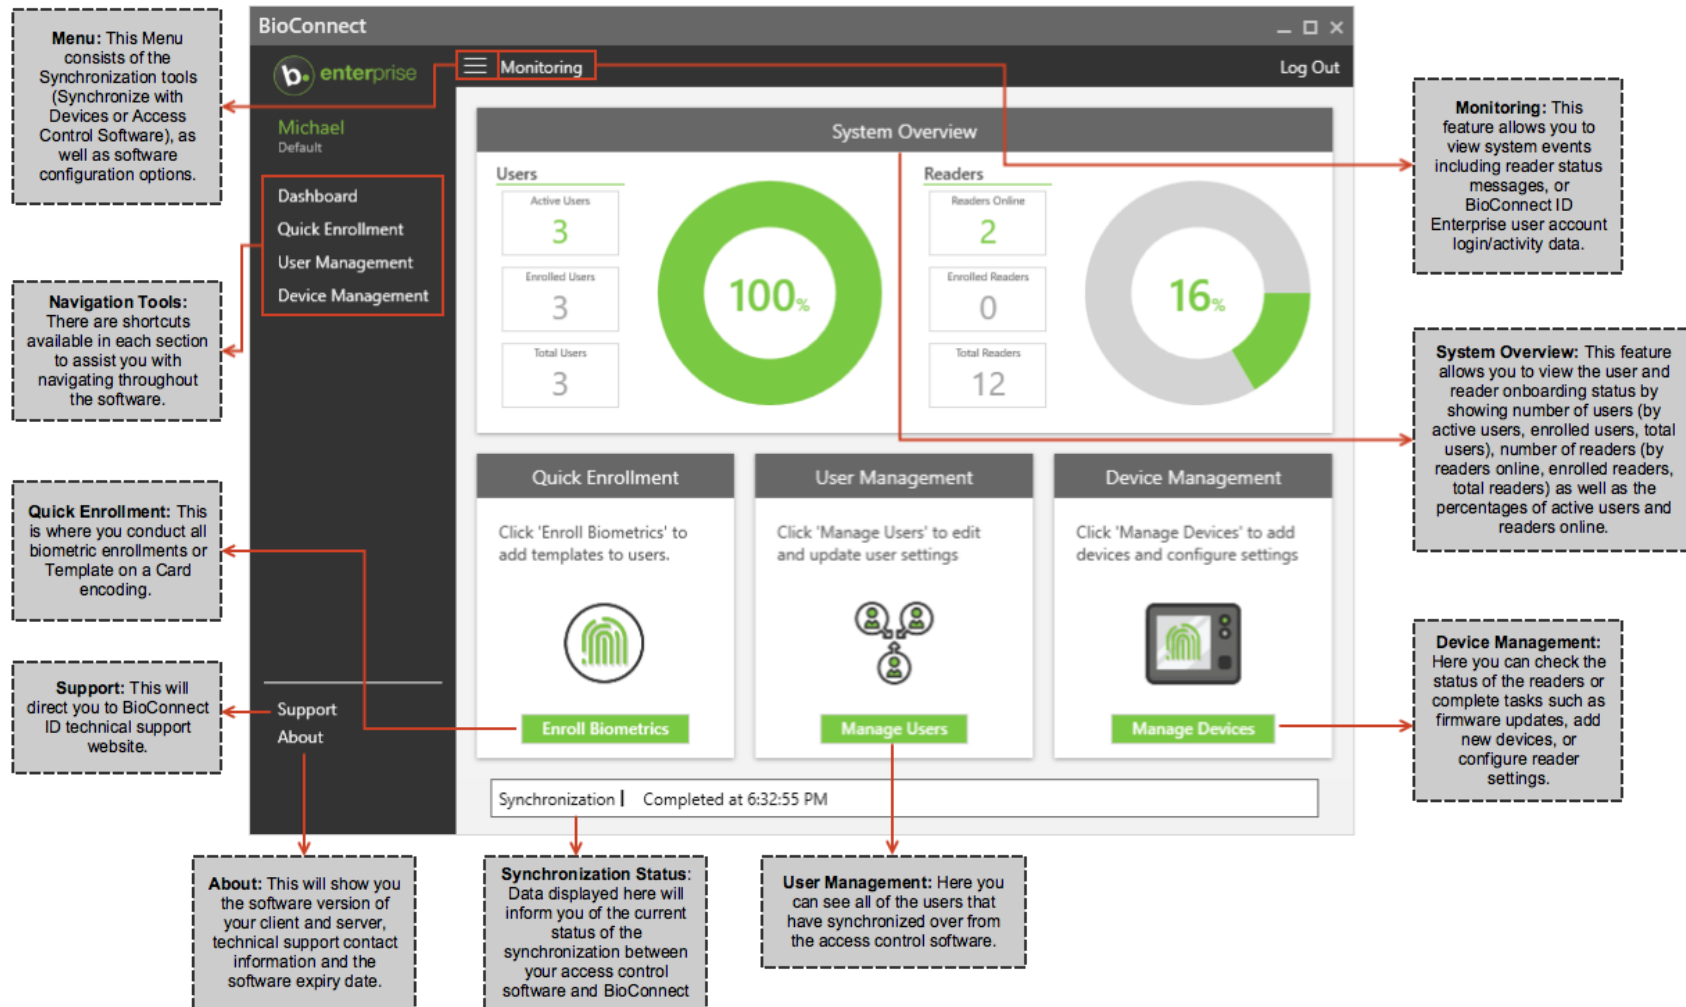 Menu: This Menu
consists of the
Synchronization tools
(Synchronize with
Devices or Access
Control Software), as
well as software
configuration options.
Navigation Tools:
There are shortcuts
available in each section
to assist you with
navigating throughout
the software.
Quick Enrollment: This
is where you conduct all
biometric enrollments or
Template on a Card
encoding.
Support: This will
direct you to BioConnect
ID technical support
website.
BioConnect
b. enterprise
Monitoring
Log Out
Michael
Default
Dashboard
Quick Enrollment
User Management
Device Management
Support
About
System Overview
Users
Active Users
3
Enrolled Users
3
Total Users
3
100%
Readers
Readers Online
2
Enrolled Readers
0
Total Readers
12
16%
Quick Enrollment
Click 'Enroll Biometrics' to
add templates to users.
Enroll Biometrics
User Management
Click 'Manage Users' to edit
and update user settings
Manage Users
Device Management
Click 'Manage Devices' to add
devices and configure settings
Manage Devices
Synchronization | Completed at 6:32:55 PM
Monitoring: This
feature allows you to
view system events
including reader status
messages, or
BioConnect ID
Enterprise user account
login/activity data.
System Overview: This feature
allows you to view the user and
reader onboarding status by
showing number of users (by
active users, enrolled users, total
users), number of readers (by
readers online, enrolled readers,
total readers) as well as the
percentages of active users and
readers online.
Device Management:
Here you can check the
status of the readers or
complete tasks such as
firmware updates, add
new devices, or
configure reader
settings.
About: This will show you
the software version of
your client and server,
technical support contact
information and the
software expiry date.
Synchronization Status:
Data displayed here will
inform you of the current
status of the
synchronization between
your access control
software and BioConnect
User Management: Here you
can see all of the users that
have synchronized over from
the access control software.